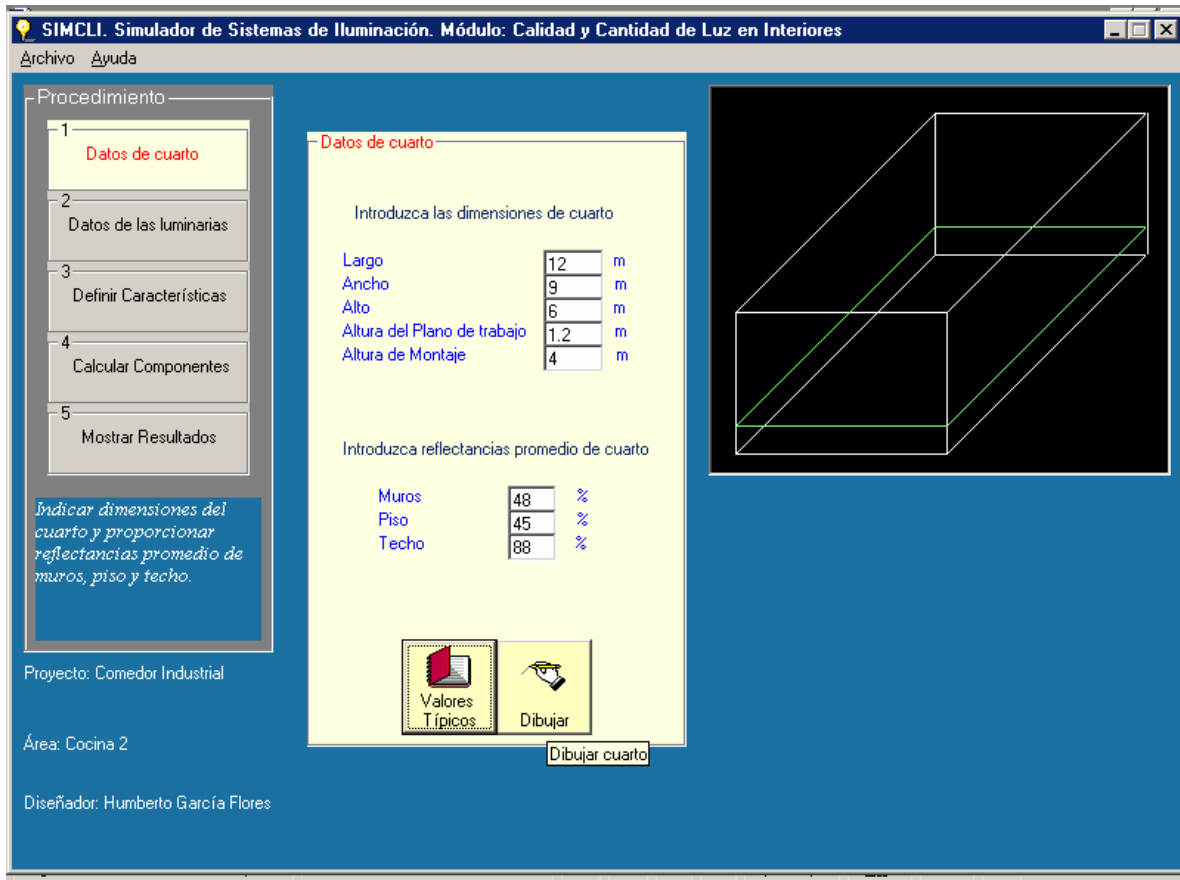 SIMCLI. Simulador de Sistemas de Iluminación. Módulo: Calidad y Cantidad de Luz en Interiores
Archivo Ayuda
Procedimiento
1
Datos de cuarto
2
Datos de las luminarias
3
Definir Características
4
Calcular Componentes
5
Mostrar Resultados
Indicar dimensiones del
cuarto y proporcionar
reflectancias promedio de
muros, piso y techo.
Proyecto: Comedor Industrial
Área: Cocina 2
Diseñador: Humberto García Flores
Datos de cuarto
Introduzca las dimensiones de cuarto
Largo 12 m
Ancho 9 m
Alto 6 m
Altura del Plano de trabajo 1.2 m
Altura de Montaje 4 m
Introduzca reflectancias promedio de cuarto
Muros 48 %
Piso 45 %
Techo 88 %
Valores
Típicos
Dibujar
Dibujar cuarto